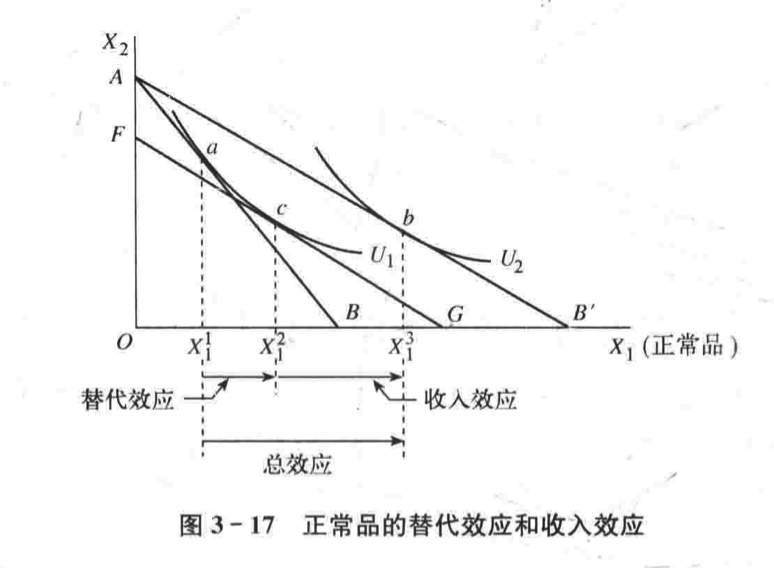 X₂
A
F
a
c
b
U₁
U₂
B
G
B′
O
X₁¹
X₁²
X₁³
X₁（正常品）
替代效应
收入效应
总效应
图 3-17 正常品的替代效应和收入效应